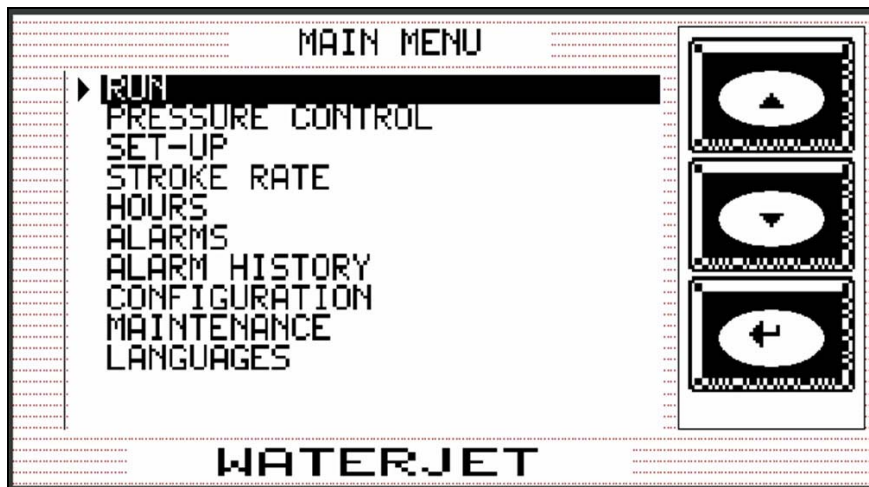 MAIN MENU
RUN
PRESSURE CONTROL
SET-UP
STROKE RATE
HOURS
ALARMS
ALARM HISTORY
CONFIGURATION
MAINTENANCE
LANGUAGES
WATERJET